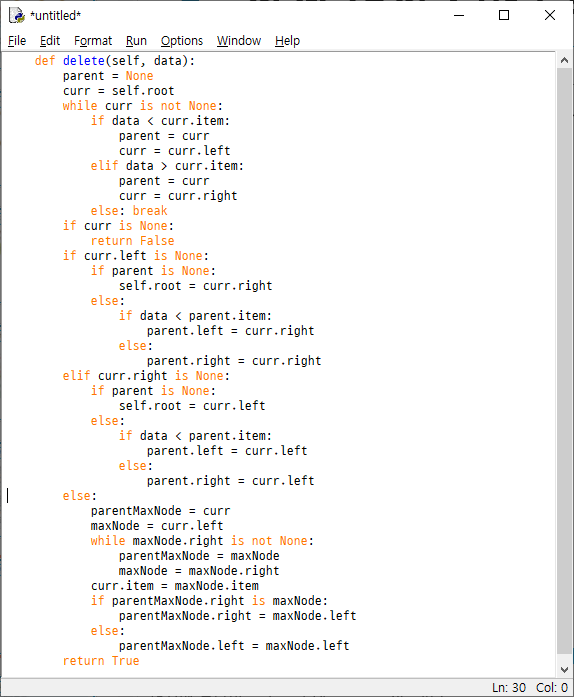 *untitled*
File Edit Format Run Options Window Help
    def delete(self, data):
        parent = None
        curr = self.root
        while curr is not None:
            if data < curr.item:
                parent = curr
                curr = curr.left
            elif data > curr.item:
                parent = curr
                curr = curr.right
            else: break
        if curr is None:
            return False
        if curr.left is None:
            if parent is None:
                self.root = curr.right
            else:
                if data < parent.item:
                    parent.left = curr.right
                else:
                    parent.right = curr.right
        elif curr.right is None:
            if parent is None:
                self.root = curr.left
            else:
                if data < parent.item:
                    parent.left = curr.left
                else:
                    parent.right = curr.left
        else:
            parentMaxNode = curr
            maxNode = curr.left
            while maxNode.right is not None:
                parentMaxNode = maxNode
                maxNode = maxNode.right
            curr.item = maxNode.item
            if parentMaxNode.right is maxNode:
                parentMaxNode.right = maxNode.left
            else:
                parentMaxNode.left = maxNode.left
        return True
Ln: 30 Col: 0